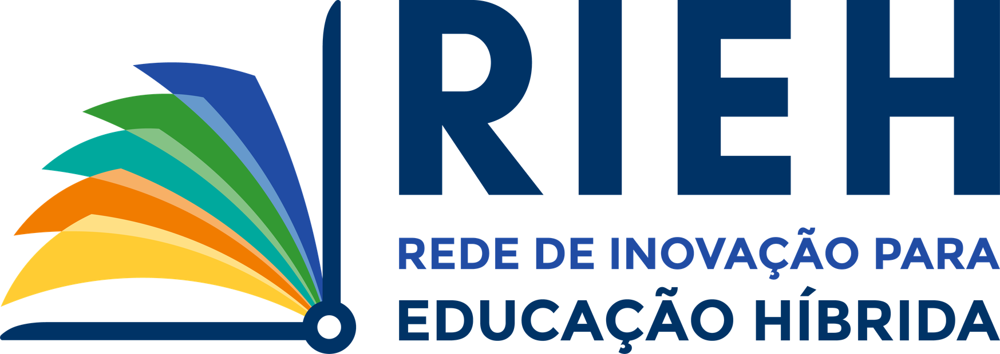 RIEH
REDE DE INOVAÇÃO PARA
EDUCAÇÃO HÍBRIDA